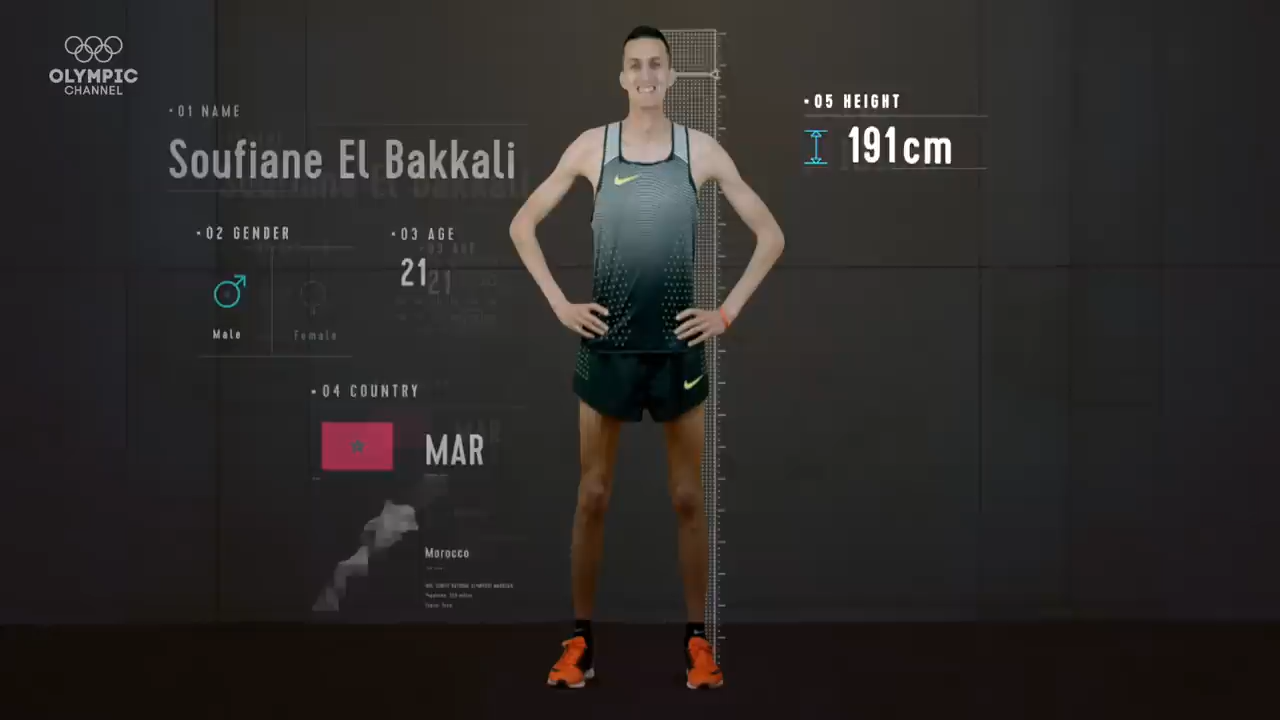 OLYMPIC
CHANNEL
01 NAME
Soufiane El Bakkali
02 GENDER
Male
Female
03 AGE
21
04 COUNTRY
MAR
Morocco
05 HEIGHT
191cm